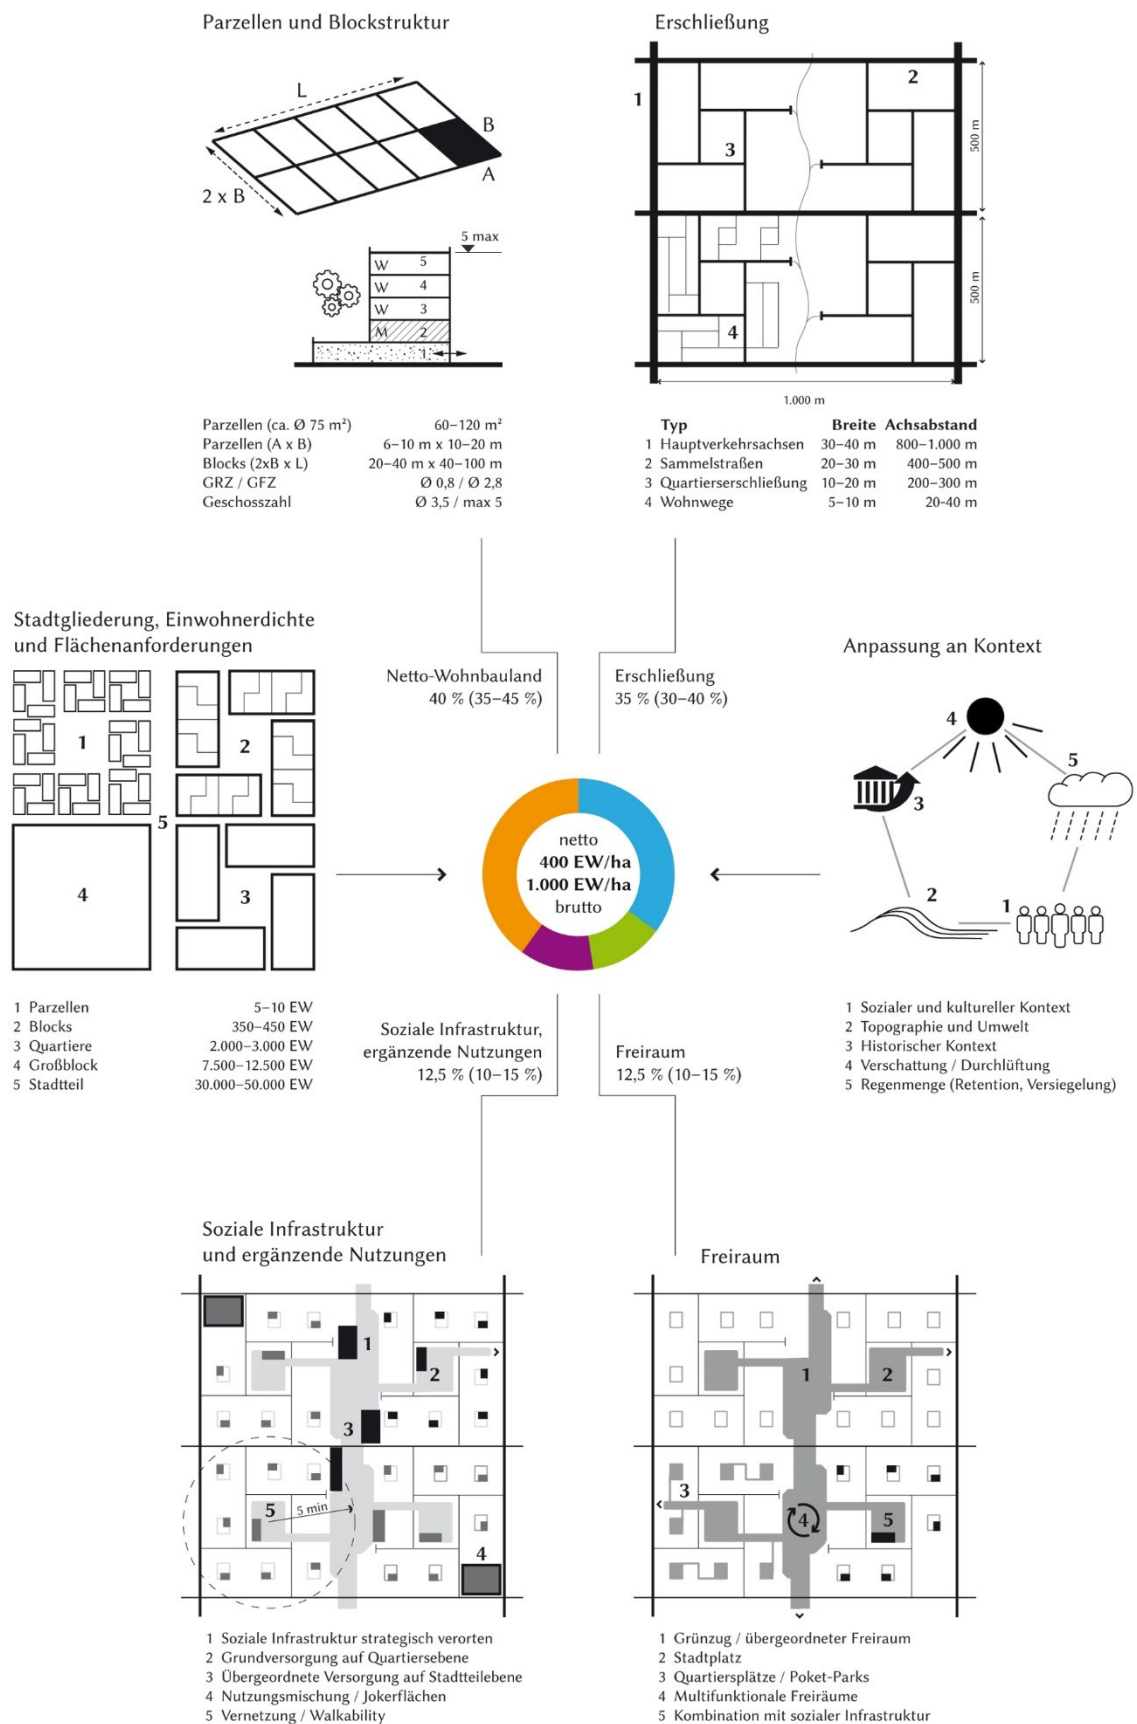 Parzellen und Blockstruktur
L
B
A
2 x B
5 max
W 5
W 4
W 3
M 2
1
Parzellen (ca. Ø 75 m²) 60–120 m²
Parzellen (A x B) 6–10 m x 10–20 m
Blocks (2xB x L) 20–40 m x 40–100 m
GRZ / GFZ Ø 0,8 / Ø 2,8
Geschosszahl Ø 3,5 / max 5
Erschließung
1
2
3
4
500 m
500 m
1.000 m
Typ Breite Achsabstand
1 Hauptverkehrsachsen 30–40 m 800–1.000 m
2 Sammelstraßen 20–30 m 400–500 m
3 Quartierserschließung 10–20 m 200–300 m
4 Wohnwege 5–10 m 20-40 m
Stadtgliederung, Einwohnerdichte
und Flächenanforderungen
1
2
5
4
3
1 Parzellen 5–10 EW
2 Blocks 350–450 EW
3 Quartiere 2.000–3.000 EW
4 Großblock 7.500–12.500 EW
5 Stadtteil 30.000–50.000 EW
Netto-Wohnbauland
40 % (35–45 %)
Erschließung
35 % (30–40 %)
netto
400 EW/ha
1.000 EW/ha
brutto
Soziale Infrastruktur,
ergänzende Nutzungen
12,5 % (10–15 %)
Freiraum
12,5 % (10–15 %)
Anpassung an Kontext
4
5
3
2
1
1 Sozialer und kultureller Kontext
2 Topographie und Umwelt
3 Historischer Kontext
4 Verschattung / Durchlüftung
5 Regenmenge (Retention, Versiegelung)
Soziale Infrastruktur
und ergänzende Nutzungen
1
2
3
5
5 min
4
1 Soziale Infrastruktur strategisch verorten
2 Grundversorgung auf Quartiersebene
3 Übergeordnete Versorgung auf Stadtteilebene
4 Nutzungsmischung / Jokerflächen
5 Vernetzung / Walkability
Freiraum
1
2
3
4
5
1 Grünzug / übergeordneter Freiraum
2 Stadtplatz
3 Quartiersplätze / Poket-Parks
4 Multifunktionale Freiräume
5 Kombination mit sozialer Infrastruktur